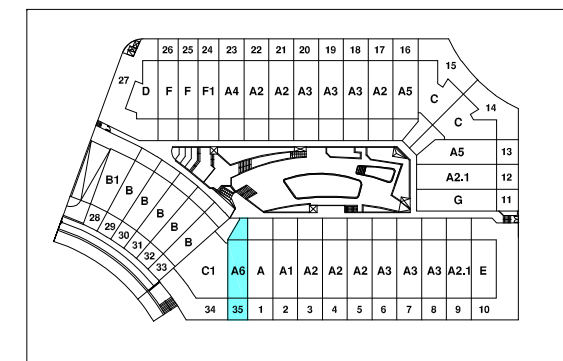 26 25 24 23 22 21 20 19 18 17 16
15
27
D F F F1 A4 A2 A2 A3 A3 A2 A5
C
14
C
A5 13
A2.1 12
G 11
B1
B
B
B
B
B
28
29
30
31
32
33
C1 A6 A A1 A2 A2 A2 A3 A3 A3 A2.1 E
34 35 1 2 3 4 5 6 7 8 9 10